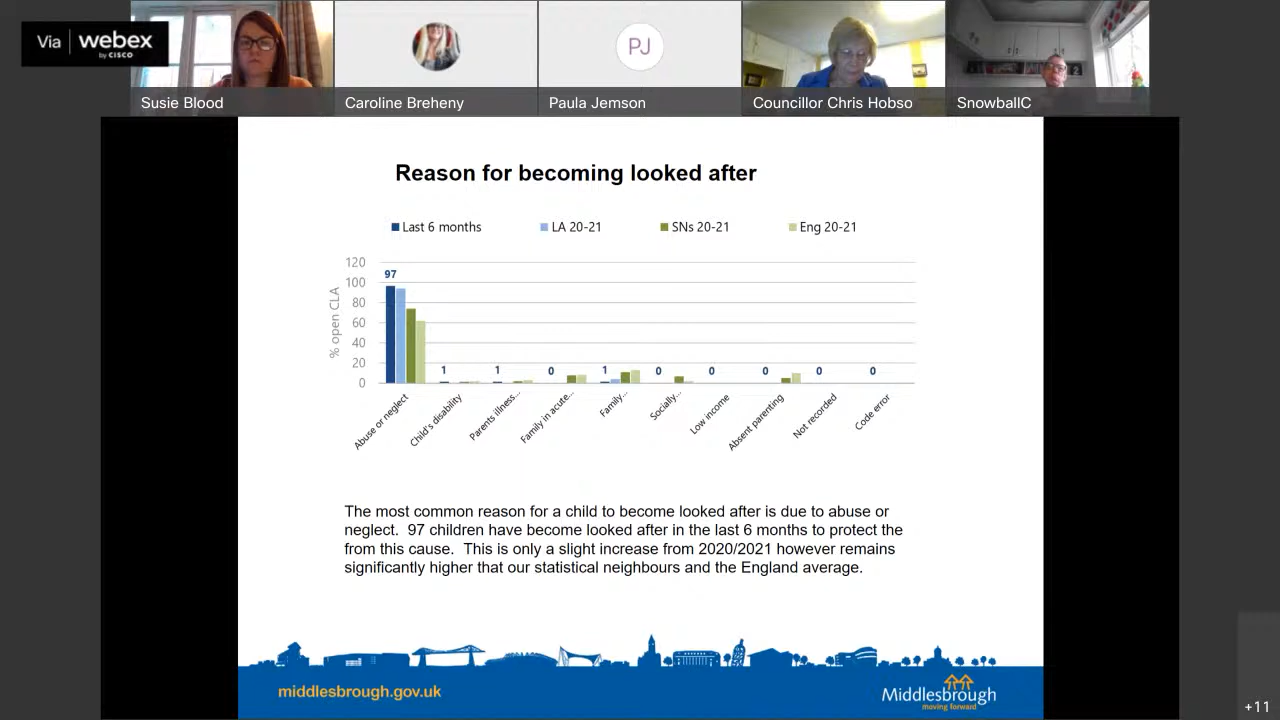 Via webex
by CISCO
Susie Blood
Caroline Breheny
PJ
Paula Jemson
Councillor Chris Hobso
SnowballC
Reason for becoming looked after
Last 6 months
LA 20-21
SNs 20-21
Eng 20-21
% open CLA
120
100
80
60
40
20
0
97
1
1
0
1
0
0
0
0
0
Abuse or neglect
Child's disability
Parents illness...
Family in acute...
Family...
Socially...
Low income
Absent parenting
Not recorded
Code error
The most common reason for a child to become looked after is due to abuse or
neglect. 97 children have become looked after in the last 6 months to protect the
from this cause. This is only a slight increase from 2020/2021 however remains
significantly higher that our statistical neighbours and the England average.
middlesbrough.gov.uk
Middlesbrough
moving forward
+11